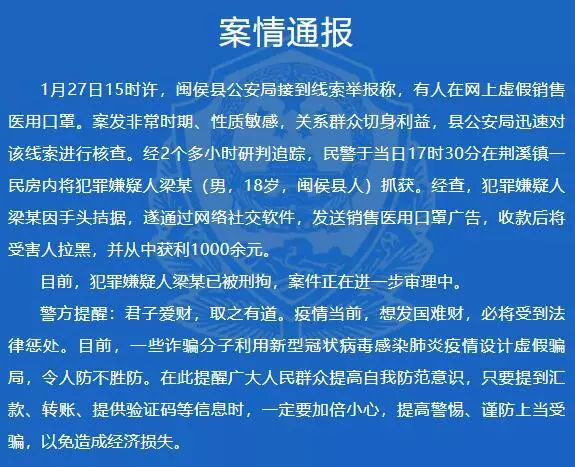 案情通报
1月27日15时许，闽侯县公安局接到线索举报称，有人在网上虚假销售
医用口罩。案发非常时期、性质敏感，关系群众切身利益，县公安局迅速对
该线索进行核查。经2个多小时研判追踪，民警于当日17时30分在荆溪镇一
民房内将犯罪嫌疑人梁某（男，18岁，闽侯县人）抓获。经查，犯罪嫌疑人
梁某因手头拮据，遂通过网络社交软件，发送销售医用口罩广告，收款后将
受害人拉黑，并从中获利1000余元。
目前，犯罪嫌疑人梁某已被刑拘，案件正在进一步审理中。
警方提醒：君子爱财，取之有道。疫情当前，想发国难财，必将受到法
律惩处。目前，一些诈骗分子利用新型冠状病毒感染肺炎疫情设计虚假骗
局，令人防不胜防。在此提醒广大人民群众提高自我防范意识，只要提到汇
款、转账、提供验证码等信息时，一定要加倍小心，提高警惕、谨防上当受
骗，以免造成经济损失。